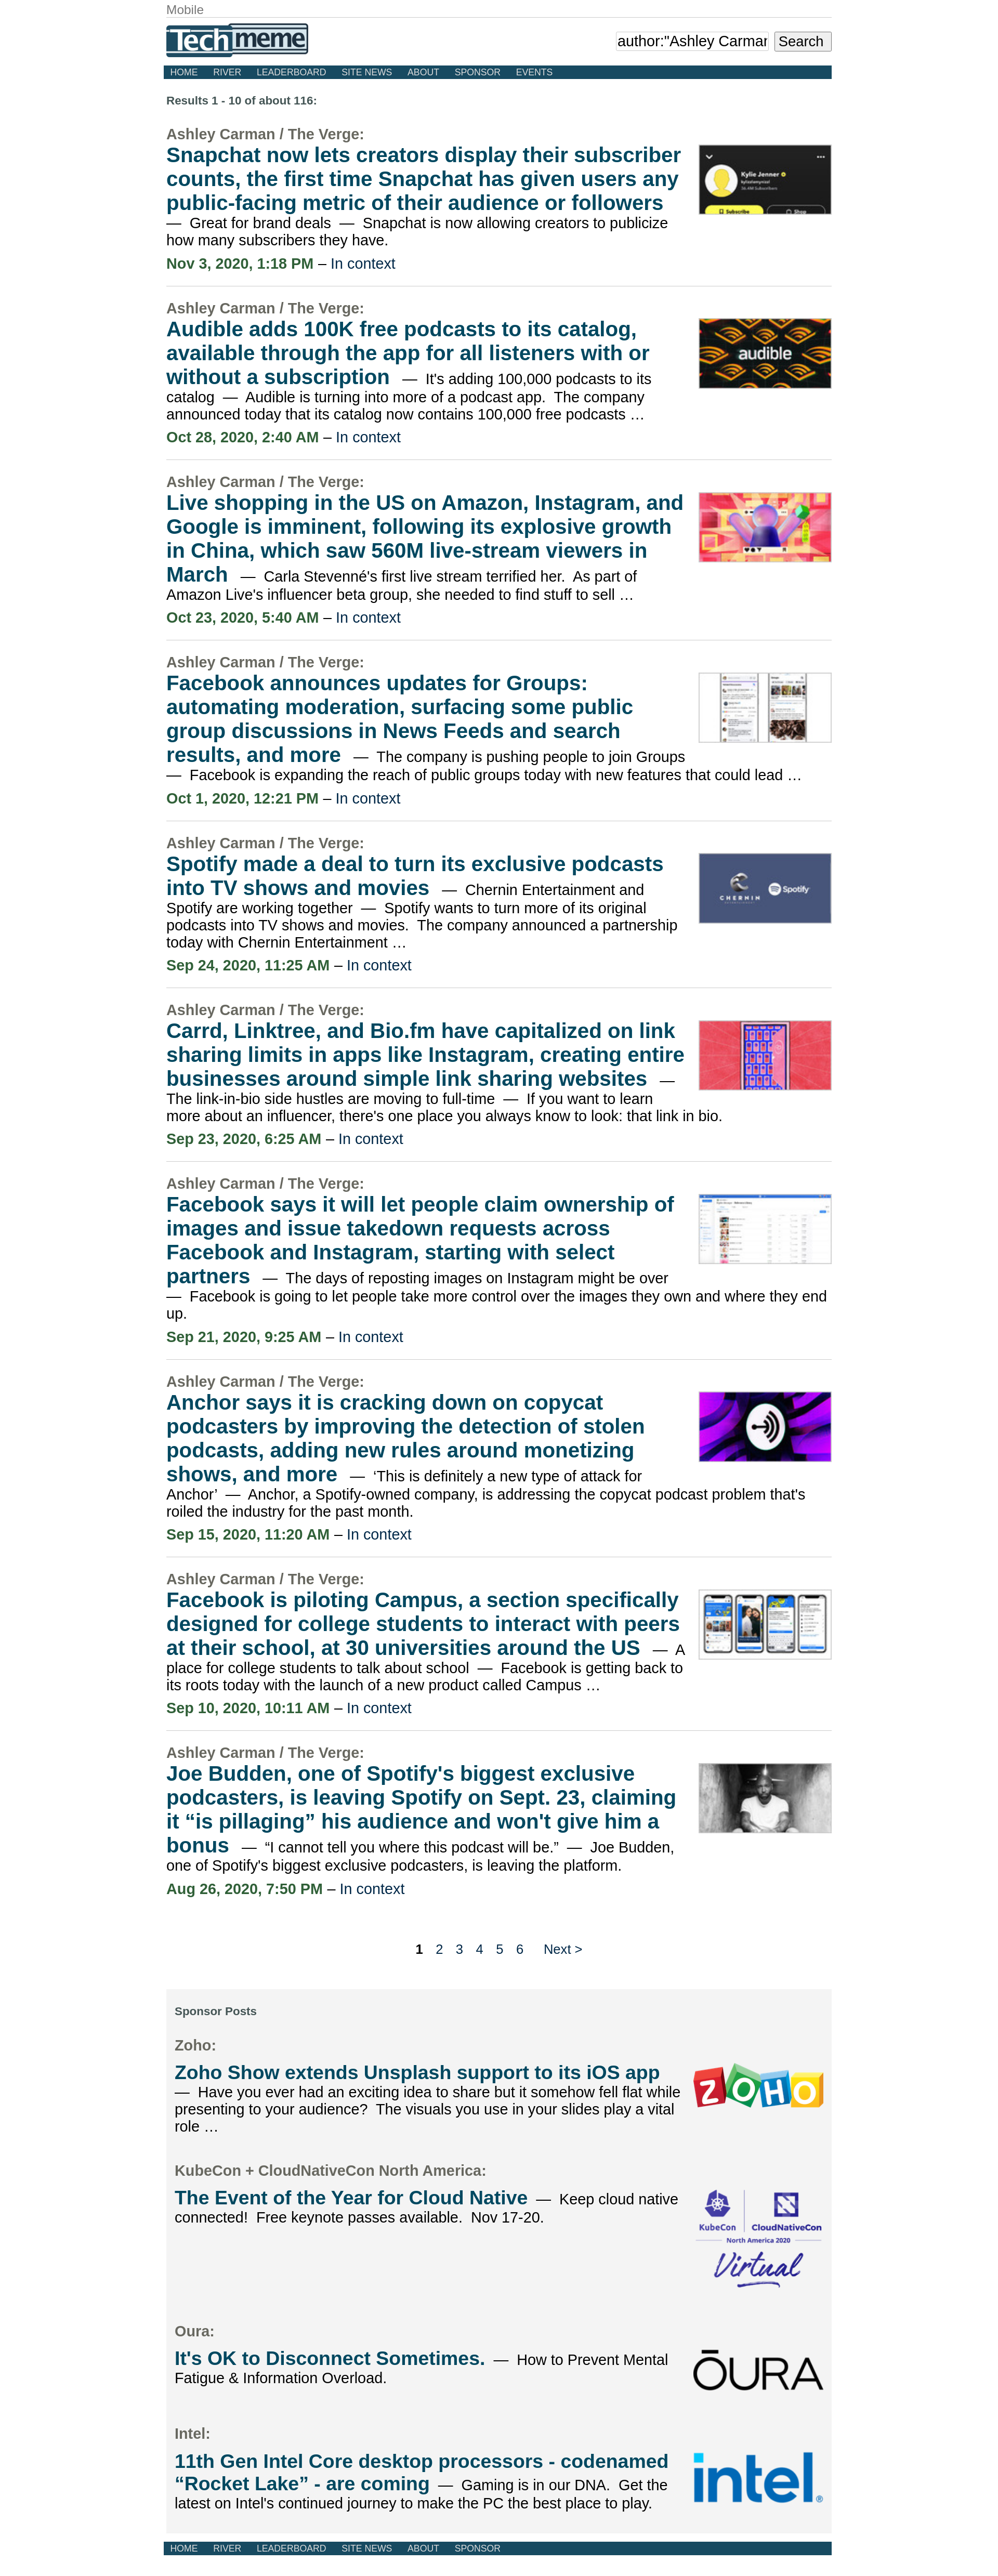 Mobile
Techmeme
author:"Ashley Carman
Search
HOME RIVER LEADERBOARD SITE NEWS ABOUT SPONSOR EVENTS
Results 1 - 10 of about 116:
Ashley Carman / The Verge:
Snapchat now lets creators display their subscriber
counts, the first time Snapchat has given users any
public-facing metric of their audience or followers
— Great for brand deals — Snapchat is now allowing creators to publicize
how many subscribers they have.
Nov 3, 2020, 1:18 PM – In context
Kylie Jenner
Subscribe
Shop
Ashley Carman / The Verge:
Audible adds 100K free podcasts to its catalog,
available through the app for all listeners with or
without a subscription — It's adding 100,000 podcasts to its
catalog — Audible is turning into more of a podcast app. The company
announced today that its catalog now contains 100,000 free podcasts …
Oct 28, 2020, 2:40 AM – In context
audible
Ashley Carman / The Verge:
Live shopping in the US on Amazon, Instagram, and
Google is imminent, following its explosive growth
in China, which saw 560M live-stream viewers in
March — Carla Stevenné's first live stream terrified her. As part of
Amazon Live's influencer beta group, she needed to find stuff to sell …
Oct 23, 2020, 5:40 AM – In context
Ashley Carman / The Verge:
Facebook announces updates for Groups:
automating moderation, surfacing some public
group discussions in News Feeds and search
results, and more — The company is pushing people to join Groups
— Facebook is expanding the reach of public groups today with new features that could lead …
Oct 1, 2020, 12:21 PM – In context
Ashley Carman / The Verge:
Spotify made a deal to turn its exclusive podcasts
into TV shows and movies — Chernin Entertainment and
Spotify are working together — Spotify wants to turn more of its original
podcasts into TV shows and movies. The company announced a partnership
today with Chernin Entertainment …
Sep 24, 2020, 11:25 AM – In context
CHERNIN
Spotify
Ashley Carman / The Verge:
Carrd, Linktree, and Bio.fm have capitalized on link
sharing limits in apps like Instagram, creating entire
businesses around simple link sharing websites —
The link-in-bio side hustles are moving to full-time — If you want to learn
more about an influencer, there's one place you always know to look: that link in bio.
Sep 23, 2020, 6:25 AM – In context
Ashley Carman / The Verge:
Facebook says it will let people claim ownership of
images and issue takedown requests across
Facebook and Instagram, starting with select
partners — The days of reposting images on Instagram might be over
— Facebook is going to let people take more control over the images they own and where they end
up.
Sep 21, 2020, 9:25 AM – In context
Ashley Carman / The Verge:
Anchor says it is cracking down on copycat
podcasters by improving the detection of stolen
podcasts, adding new rules around monetizing
shows, and more — ‘This is definitely a new type of attack for
Anchor’ — Anchor, a Spotify-owned company, is addressing the copycat podcast problem that's
roiled the industry for the past month.
Sep 15, 2020, 11:20 AM – In context
Ashley Carman / The Verge:
Facebook is piloting Campus, a section specifically
designed for college students to interact with peers
at their school, at 30 universities around the US — A
place for college students to talk about school — Facebook is getting back to
its roots today with the launch of a new product called Campus …
Sep 10, 2020, 10:11 AM – In context
Ashley Carman / The Verge:
Joe Budden, one of Spotify's biggest exclusive
podcasters, is leaving Spotify on Sept. 23, claiming
it “is pillaging” his audience and won't give him a
bonus — “I cannot tell you where this podcast will be.” — Joe Budden,
one of Spotify's biggest exclusive podcasters, is leaving the platform.
Aug 26, 2020, 7:50 PM – In context
1 2 3 4 5 6 Next >
Sponsor Posts
Zoho:
Zoho Show extends Unsplash support to its iOS app
— Have you ever had an exciting idea to share but it somehow fell flat while
presenting to your audience? The visuals you use in your slides play a vital
role …
ZOHO
KubeCon + CloudNativeCon North America:
The Event of the Year for Cloud Native — Keep cloud native
connected! Free keynote passes available. Nov 17-20.
KubeCon CloudNativeCon
North America 2020
Virtual
Oura:
It's OK to Disconnect Sometimes. — How to Prevent Mental
Fatigue & Information Overload.
ŌURA
Intel:
11th Gen Intel Core desktop processors - codenamed
“Rocket Lake” - are coming — Gaming is in our DNA. Get the
latest on Intel's continued journey to make the PC the best place to play.
intel®
HOME RIVER LEADERBOARD SITE NEWS ABOUT SPONSOR